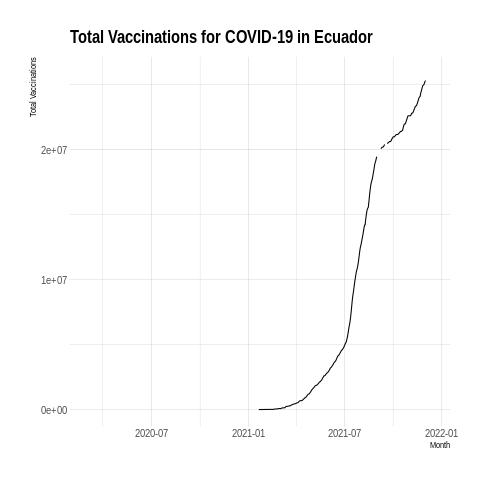 Total Vaccinations for COVID-19 in Ecuador
Total Vaccinations
2e+07
1e+07
0e+00
2020-07 2021-01 2021-07 2022-01
Month